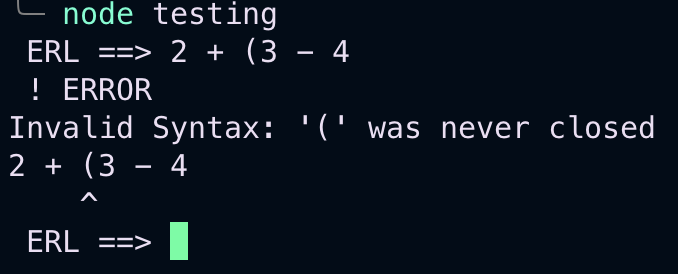 node testing
ERL ==> 2 + (3 - 4
! ERROR
Invalid Syntax: '(' was never closed
2 + (3 - 4
    ^
ERL ==>